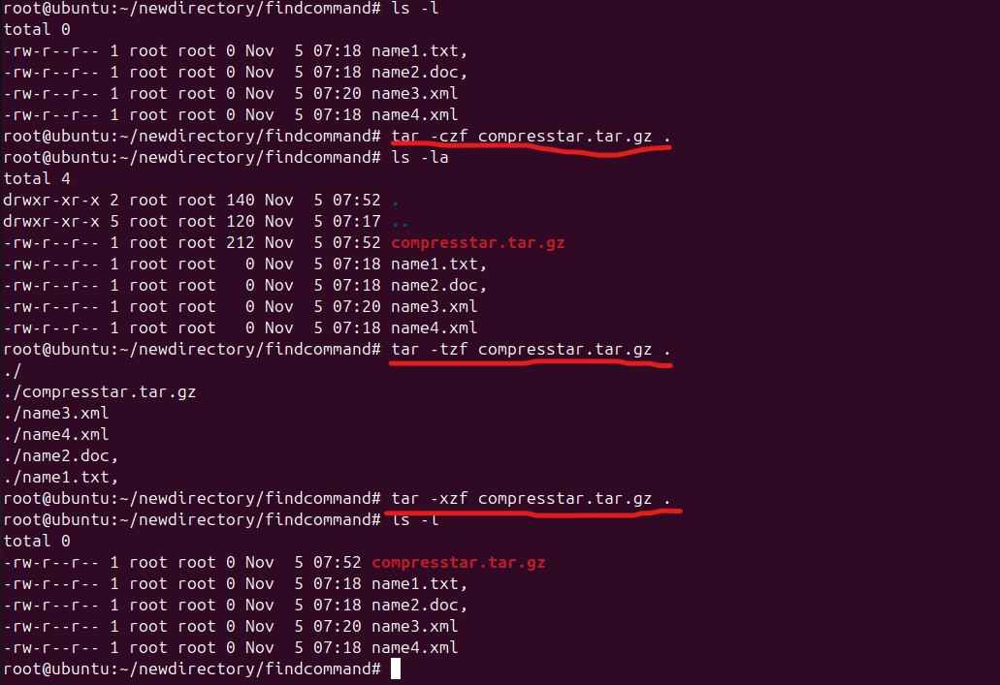 root@ubuntu:~/newdirectory/findcommand# ls -l
total 0
-rw-r--r-- 1 root root 0 Nov  5 07:18 name1.txt,
-rw-r--r-- 1 root root 0 Nov  5 07:18 name2.doc,
-rw-r--r-- 1 root root 0 Nov  5 07:20 name3.xml
-rw-r--r-- 1 root root 0 Nov  5 07:18 name4.xml
root@ubuntu:~/newdirectory/findcommand# tar -czf compresstar.tar.gz .
root@ubuntu:~/newdirectory/findcommand# ls -la
total 4
drwxr-xr-x 2 root root 140 Nov  5 07:52 .
drwxr-xr-x 5 root root 120 Nov  5 07:17 ..
-rw-r--r-- 1 root root 212 Nov  5 07:52 compresstar.tar.gz
-rw-r--r-- 1 root root   0 Nov  5 07:18 name1.txt,
-rw-r--r-- 1 root root   0 Nov  5 07:18 name2.doc,
-rw-r--r-- 1 root root   0 Nov  5 07:20 name3.xml
-rw-r--r-- 1 root root   0 Nov  5 07:18 name4.xml
root@ubuntu:~/newdirectory/findcommand# tar -tzf compresstar.tar.gz .
./
./compresstar.tar.gz
./name3.xml
./name4.xml
./name2.doc,
./name1.txt,
root@ubuntu:~/newdirectory/findcommand# tar -xzf compresstar.tar.gz .
root@ubuntu:~/newdirectory/findcommand# ls -l
total 0
-rw-r--r-- 1 root root 0 Nov  5 07:52 compresstar.tar.gz
-rw-r--r-- 1 root root 0 Nov  5 07:18 name1.txt,
-rw-r--r-- 1 root root 0 Nov  5 07:18 name2.doc,
-rw-r--r-- 1 root root 0 Nov  5 07:20 name3.xml
-rw-r--r-- 1 root root 0 Nov  5 07:18 name4.xml
root@ubuntu:~/newdirectory/findcommand#